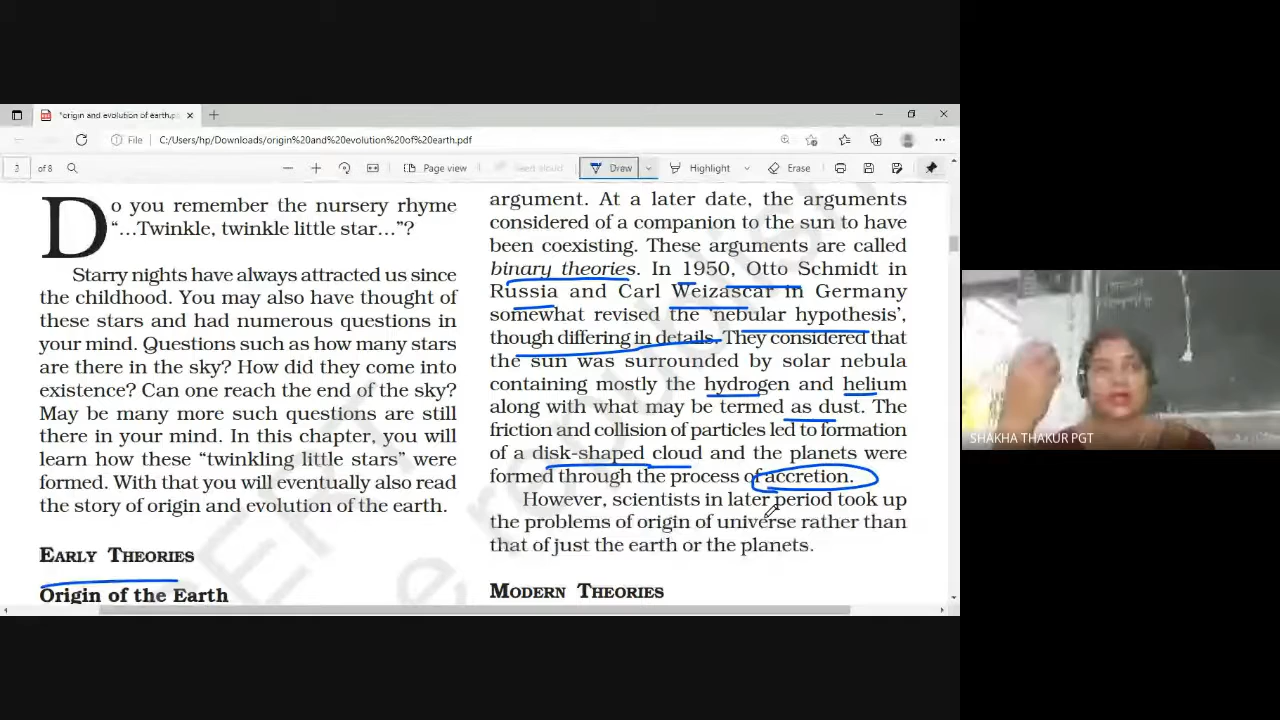 *origin and evolution of earth.p
File
C:/Users/hp/Downloads/origin%20and%20evolution%20of%20earth.pdf
3 of 8
Page view
Read aloud
Draw
Highlight
Erase
Do you remember the nursery rhyme
“...Twinkle, twinkle little star...”?
Starry nights have always attracted us since
the childhood. You may also have thought of
these stars and had numerous questions in
your mind. Questions such as how many stars
are there in the sky? How did they come into
existence? Can one reach the end of the sky?
May be many more such questions are still
there in your mind. In this chapter, you will
learn how these “twinkling little stars” were
formed. With that you will eventually also read
the story of origin and evolution of the earth.
EARLY THEORIES
Origin of the Earth
argument. At a later date, the arguments
considered of a companion to the sun to have
been coexisting. These arguments are called
binary theories. In 1950, Otto Schmidt in
Russia and Carl Weizascar in Germany
somewhat revised the ‘nebular hypothesis’,
though differing in details. They considered that
the sun was surrounded by solar nebula
containing mostly the hydrogen and helium
along with what may be termed as dust. The
friction and collision of particles led to formation
of a disk-shaped cloud and the planets were
formed through the process of accretion.
However, scientists in later period took up
the problems of origin of universe rather than
that of just the earth or the planets.
MODERN THEORIES
SHAKHA THAKUR PGT